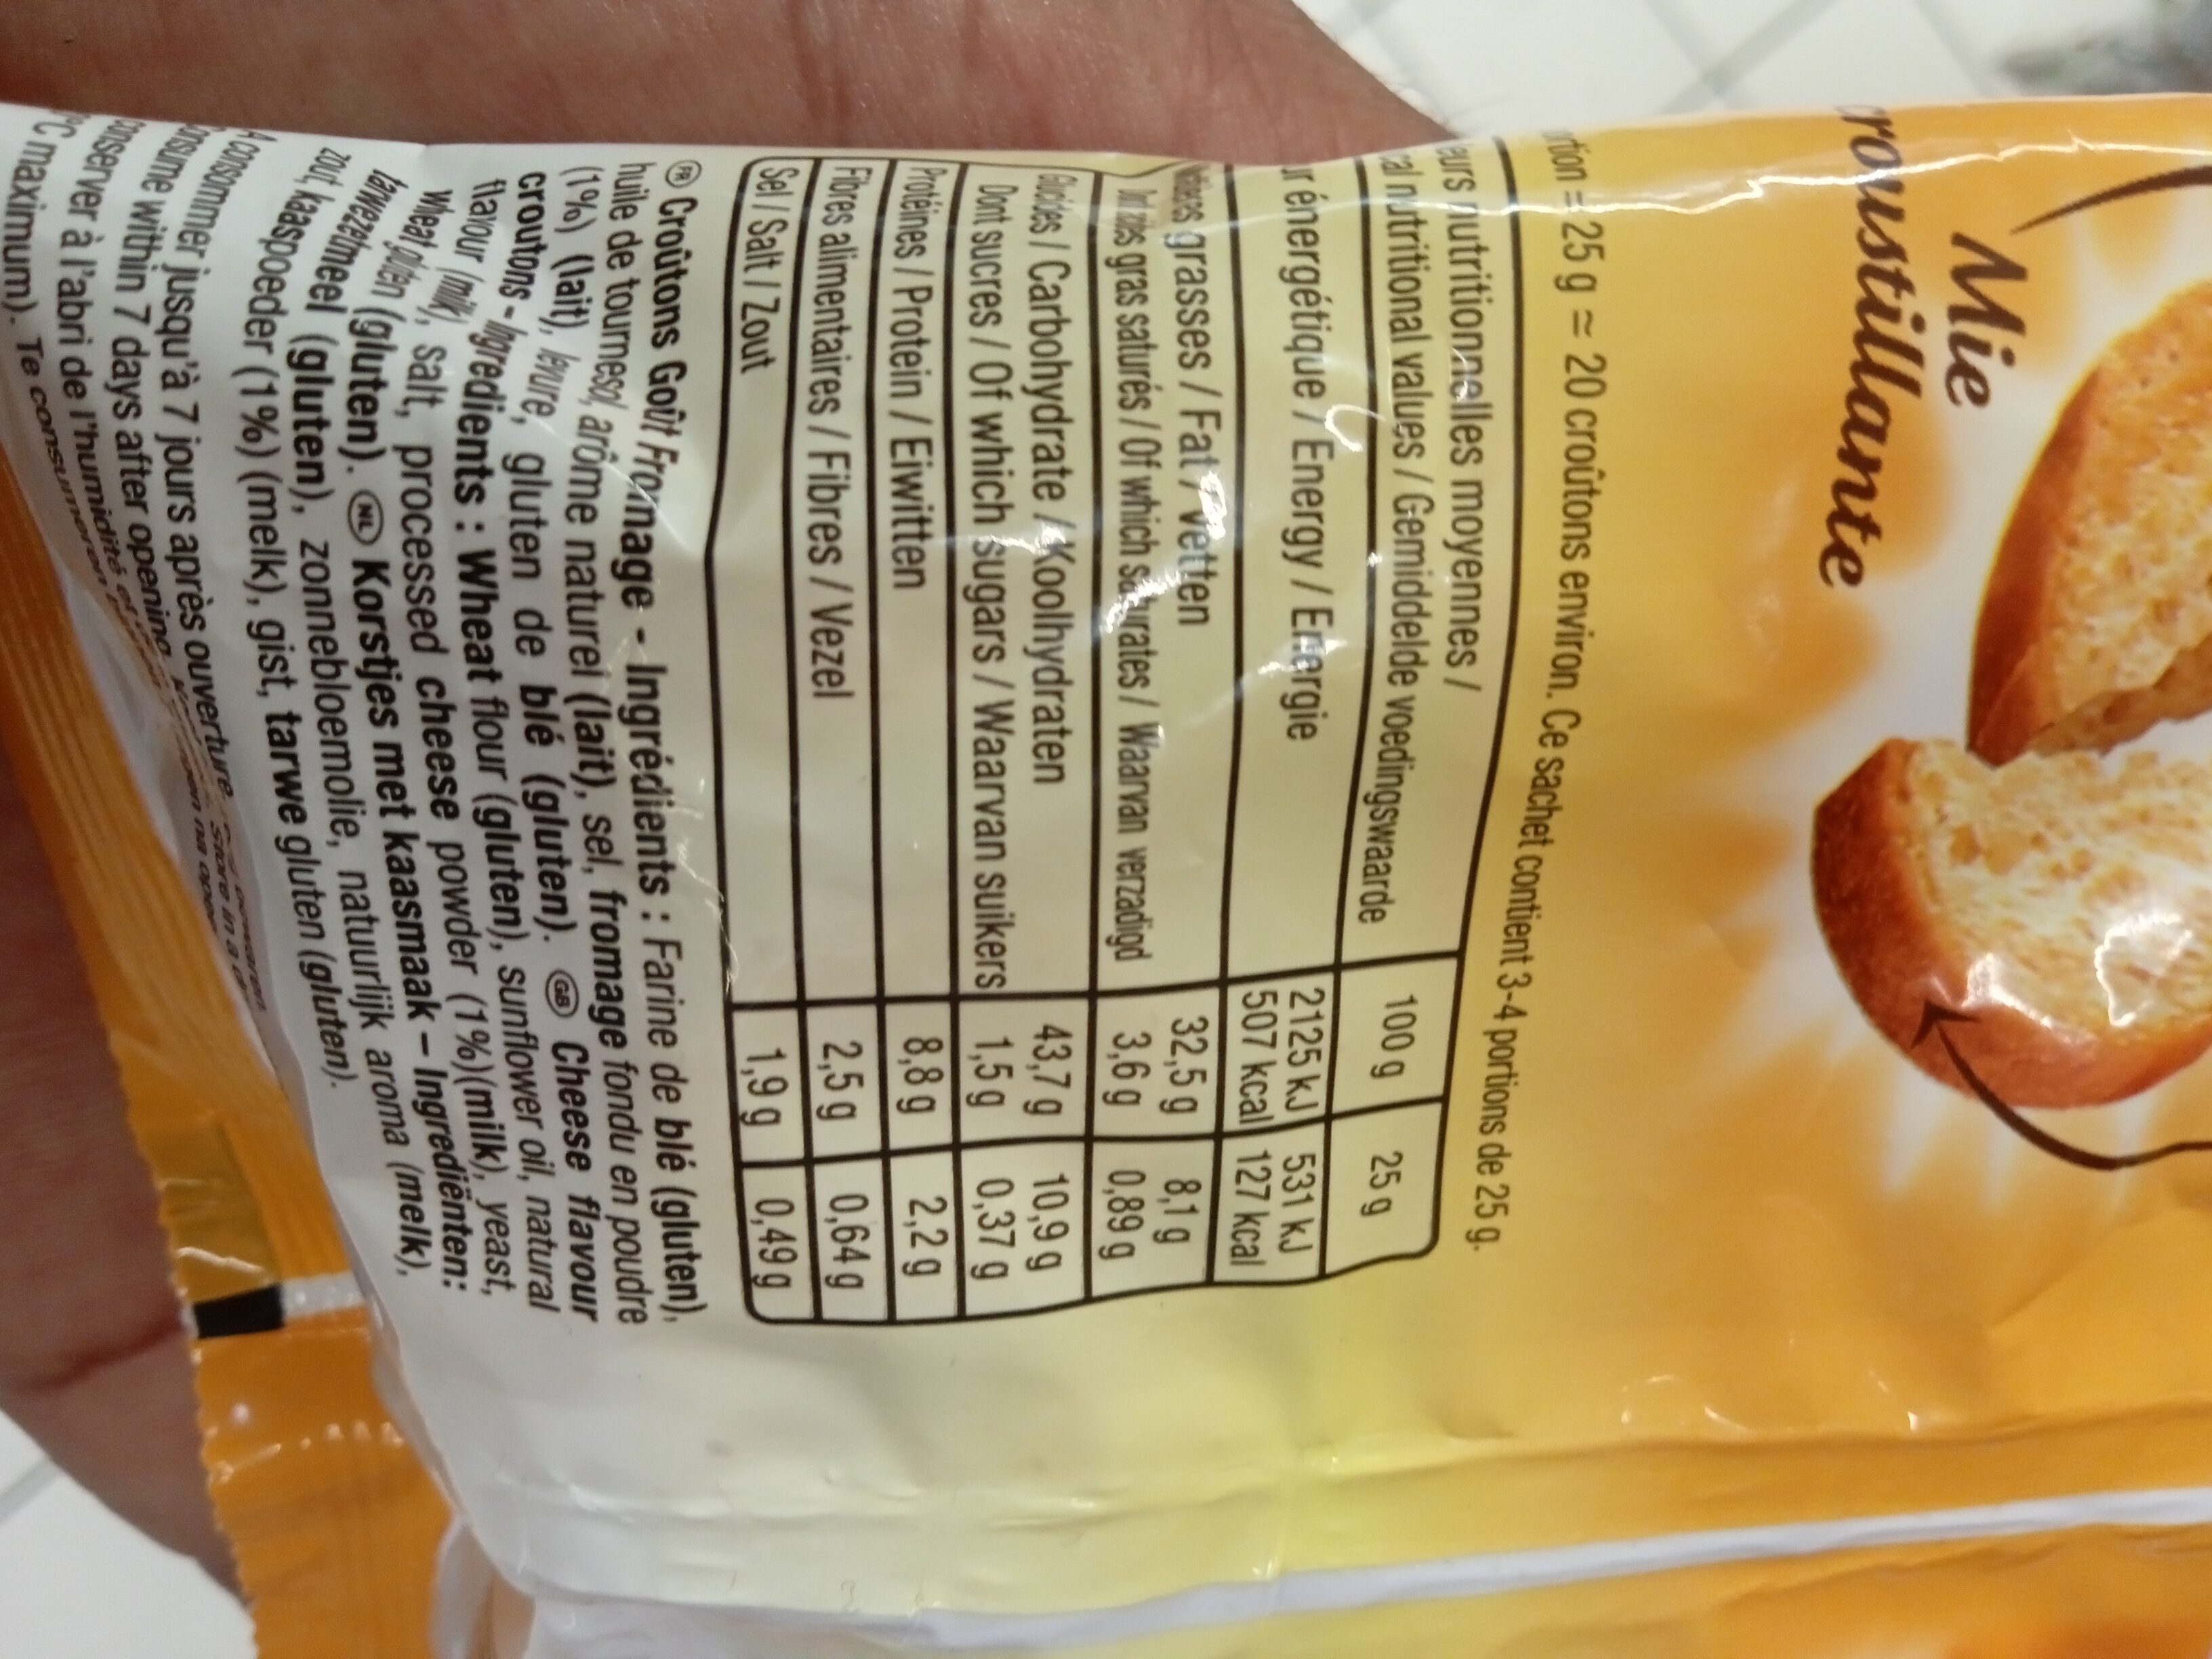 Mie
croustillante
= 25 g ≈ 20 croûtons environ. Ce sachet contient 3-4 portions de 25 g.
nutritionnelles moyennes /
nutritional values / Gemiddelde voedingswaarde 100 g 25 g
énergétique / Energy / Energie 2125 kJ 531 kJ
507 kcal 127 kcal
grasses / Fat / Vetten 32,5 g 8,1 g
gras saturés / Of which saturates / Waarvan verzadigd 3,6 g 0,89 g
Glucides / Carbohydrate / Koolhydraten 43,7 g 10,9 g
Dont sucres / Of which sugars / Waarvan suikers 1,5 g 0,37 g
Protéines / Protein / Eiwitten 8,8 g 2,2 g
Fibres alimentaires / Fibres / Vezel 2,5 g 0,64 g
Sel / Salt / Zout 1,9 g 0,49 g
FR Croûtons Goût Fromage - Ingrédients : Farine de blé (gluten),
huile de tournesol, arôme naturel (lait), sel, fromage fondu en poudre
(1%) (lait), levure, gluten de blé (gluten). GB Cheese flavour
croutons - Ingredients : Wheat flour (gluten), sunflower oil, natural
flavour (milk), salt, processed cheese powder (1%)(milk), yeast,
wheat gluten (gluten). NL Korstjes met kaasmaak – Ingrediënten:
tarwezetmeel (gluten), zonnebloemolie, natuurlijk aroma (melk),
zout, kaaspoeder (1%) (melk), gist, tarwe gluten (gluten).
A consommer jusqu'à 7 jours après ouverture.
Consume within 7 days after opening.
conserver à l'abri de l'humidité et
°C maximum). Te consumeren